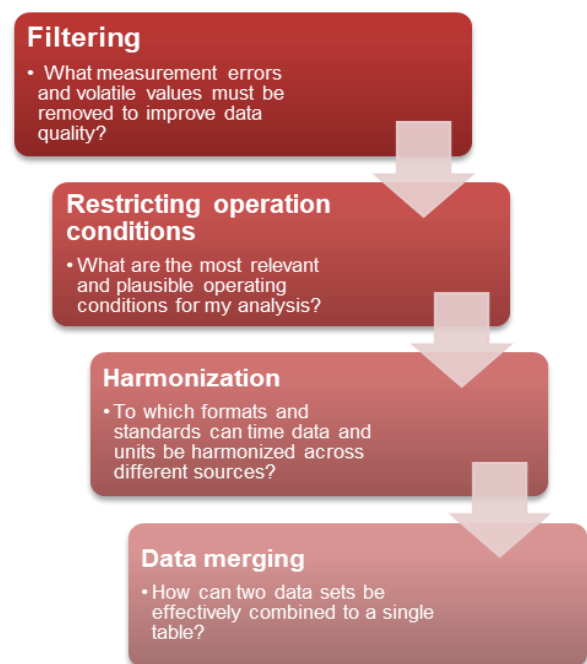 Filtering
• What measurement errors
and volatile values must be
removed to improve data
quality?
Restricting operation
conditions
• What are the most relevant
and plausible operating
conditions for my analysis?
Harmonization
• To which formats and
standards can time data and
units be harmonized across
different sources?
Data merging
• How can two data sets be
effectively combined to a single
table?